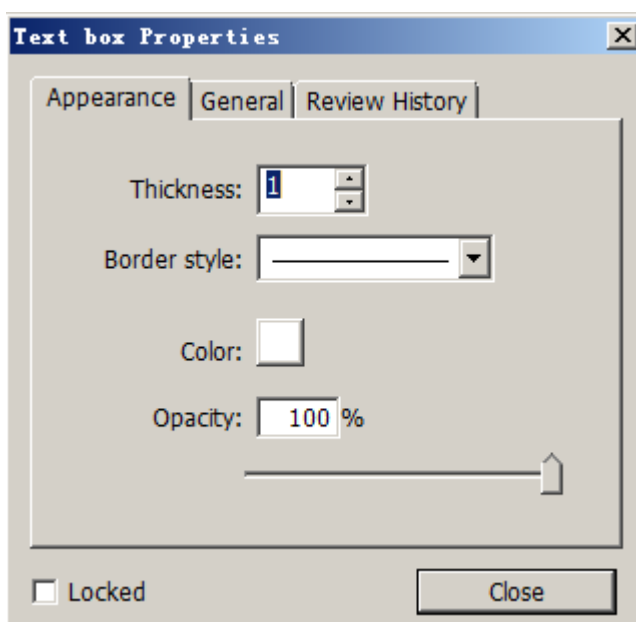 Text box Properties
Appearance General Review History
Thickness: 1
Border style:
Color:
Opacity: 100 %
Locked Close